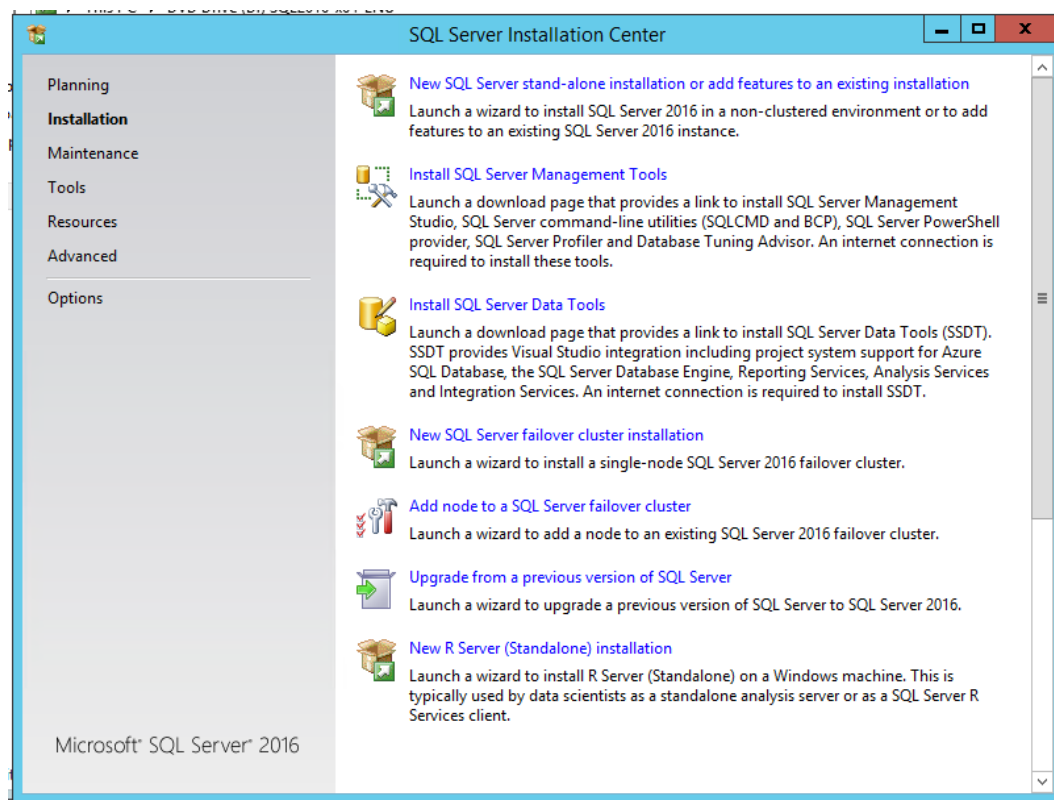 This PC DVD Drive (D:) SQL2016-x64-ENU
SQL Server Installation Center
Planning
Installation
Maintenance
Tools
Resources
Advanced
Options
New SQL Server stand-alone installation or add features to an existing installation
Launch a wizard to install SQL Server 2016 in a non-clustered environment or to add
features to an existing SQL Server 2016 instance.
Install SQL Server Management Tools
Launch a download page that provides a link to install SQL Server Management
Studio, SQL Server command-line utilities (SQLCMD and BCP), SQL Server PowerShell
provider, SQL Server Profiler and Database Tuning Advisor. An internet connection is
required to install these tools.
Install SQL Server Data Tools
Launch a download page that provides a link to install SQL Server Data Tools (SSDT).
SSDT provides Visual Studio integration including project system support for Azure
SQL Database, the SQL Server Database Engine, Reporting Services, Analysis Services
and Integration Services. An internet connection is required to install SSDT.
New SQL Server failover cluster installation
Launch a wizard to install a single-node SQL Server 2016 failover cluster.
Add node to a SQL Server failover cluster
Launch a wizard to add a node to an existing SQL Server 2016 failover cluster.
Upgrade from a previous version of SQL Server
Launch a wizard to upgrade a previous version of SQL Server to SQL Server 2016.
New R Server (Standalone) installation
Launch a wizard to install R Server (Standalone) on a Windows machine. This is
typically used by data scientists as a standalone analysis server or as a SQL Server R
Services client.
Microsoft® SQL Server® 2016